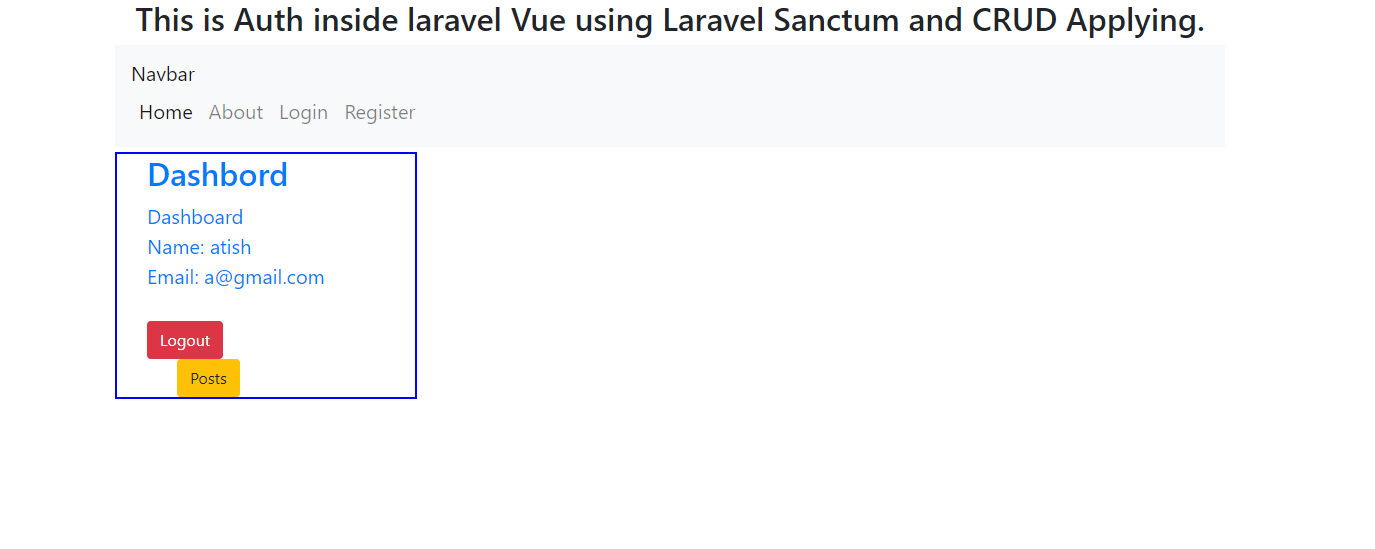 This is Auth inside laravel Vue using Laravel Sanctum and CRUD Applying.
Navbar
Home About Login Register
Dashbord
Dashboard
Name: atish
Email: a@gmail.com
Logout
Posts